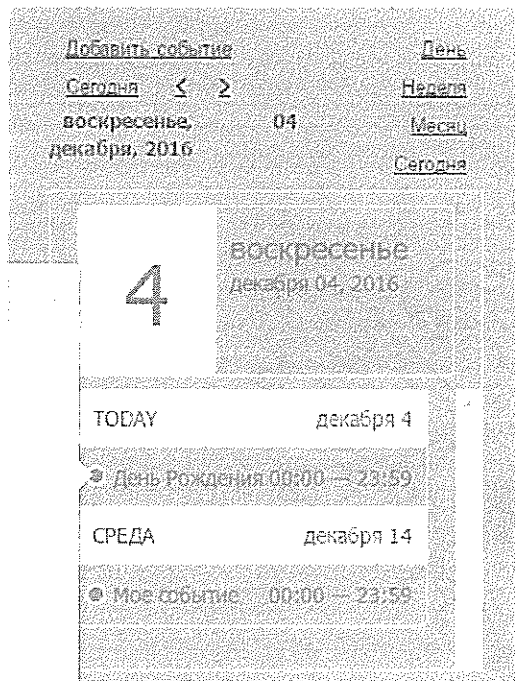 Добавить событие День
Сегодня < > Неделя
воскресенье, 04 Месяц
декабря, 2016
Сегодня
4
воскресенье
декабря 04, 2016
TODAY декабря 4
День Рождения 00:00 — 23:59
СРЕДА декабря 14
Мое событие 00:00 — 23:59